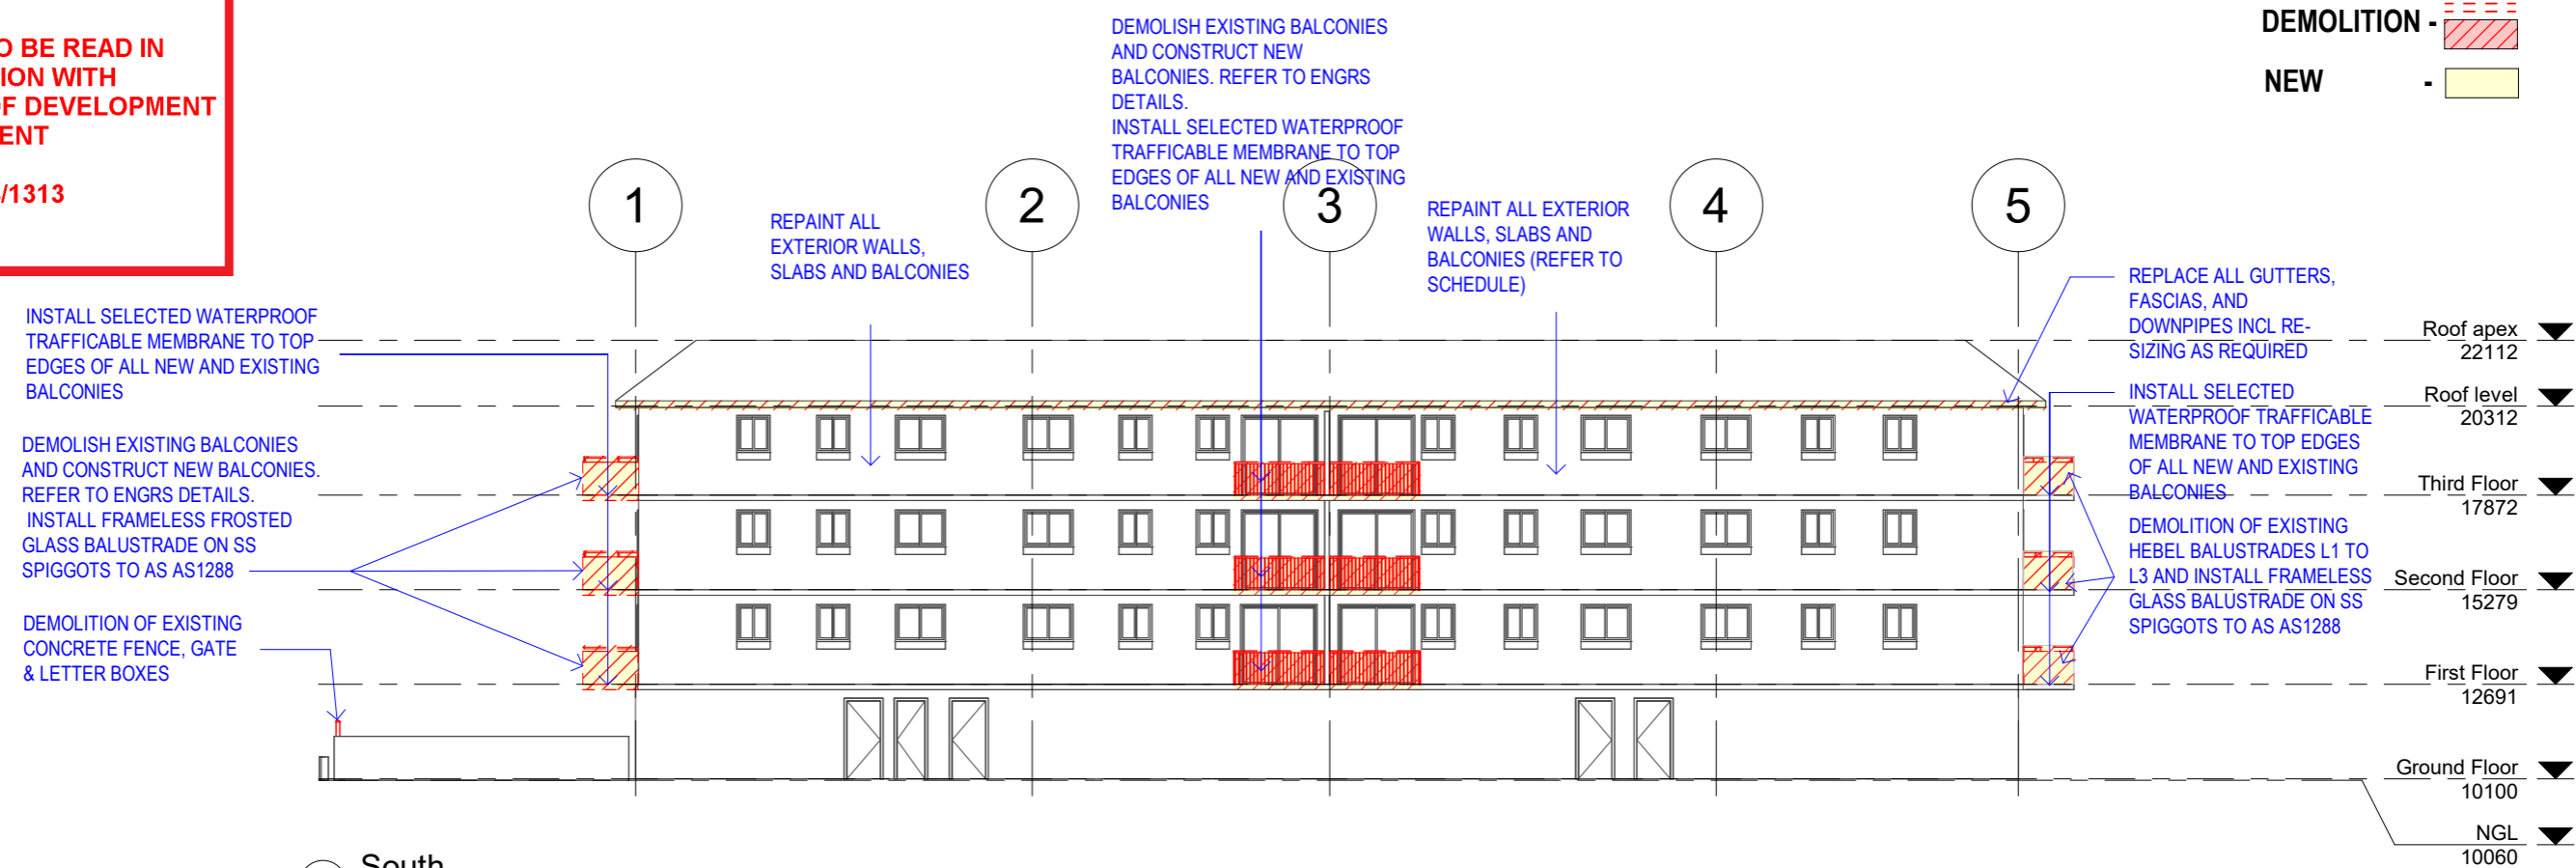 O BE READ IN
ION WITH
OF DEVELOPMENT
ENT
/1313
DEMOLITION -
NEW -
DEMOLISH EXISTING BALCONIES
AND CONSTRUCT NEW
BALCONIES. REFER TO ENGRS
DETAILS.
INSTALL SELECTED WATERPROOF
TRAFFICABLE MEMBRANE TO TOP
EDGES OF ALL NEW AND EXISTING
BALCONIES
1
2
3
4
5
REPAINT ALL
EXTERIOR WALLS,
SLABS AND BALCONIES
REPAINT ALL EXTERIOR
WALLS, SLABS AND
BALCONIES (REFER TO
SCHEDULE)
INSTALL SELECTED WATERPROOF
TRAFFICABLE MEMBRANE TO TOP
EDGES OF ALL NEW AND EXISTING
BALCONIES
DEMOLISH EXISTING BALCONIES
AND CONSTRUCT NEW BALCONIES.
REFER TO ENGRS DETAILS.
INSTALL FRAMELESS FROSTED
GLASS BALUSTRADE ON SS
SPIGGOTS TO AS AS1288
DEMOLITION OF EXISTING
CONCRETE FENCE, GATE
& LETTER BOXES
REPLACE ALL GUTTERS,
FASCIAS, AND
DOWNPIPES INCL RE-
SIZING AS REQUIRED
INSTALL SELECTED
WATERPROOF TRAFFICABLE
MEMBRANE TO TOP EDGES
OF ALL NEW AND EXISTING
BALCONIES
DEMOLITION OF EXISTING
HEBEL BALUSTRADES L1 TO
L3 AND INSTALL FRAMELESS
GLASS BALUSTRADE ON SS
SPIGGOTS TO AS AS1288
Roof apex
22112
Roof level
20312
Third Floor
17872
Second Floor
15279
First Floor
12691
Ground Floor
10100
NGL
10060
South